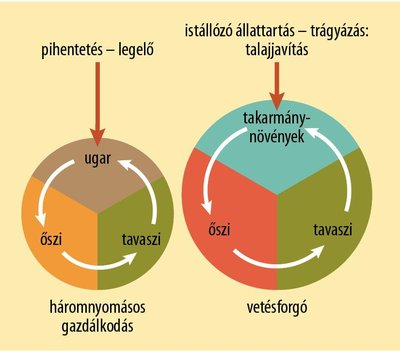 pihentetés – legelő
ugar
őszi
tavaszi
háromnyomásos
gazdálkodás
istállózó állattartás – trágyázás:
talajjavítás
takarmány-
növények
őszi
tavaszi
vetésforgó